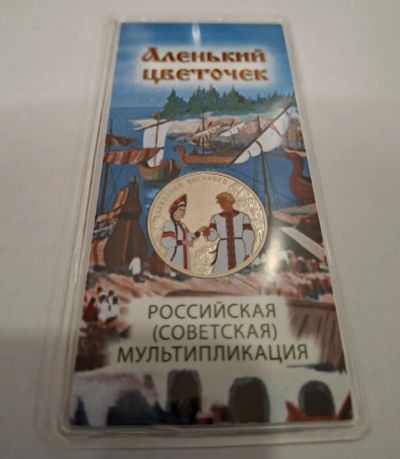 Аленький
цветочек
РОССИЙСКАЯ
(СОВЕТСКАЯ)
МУЛЬТИПЛИКАЦИЯ